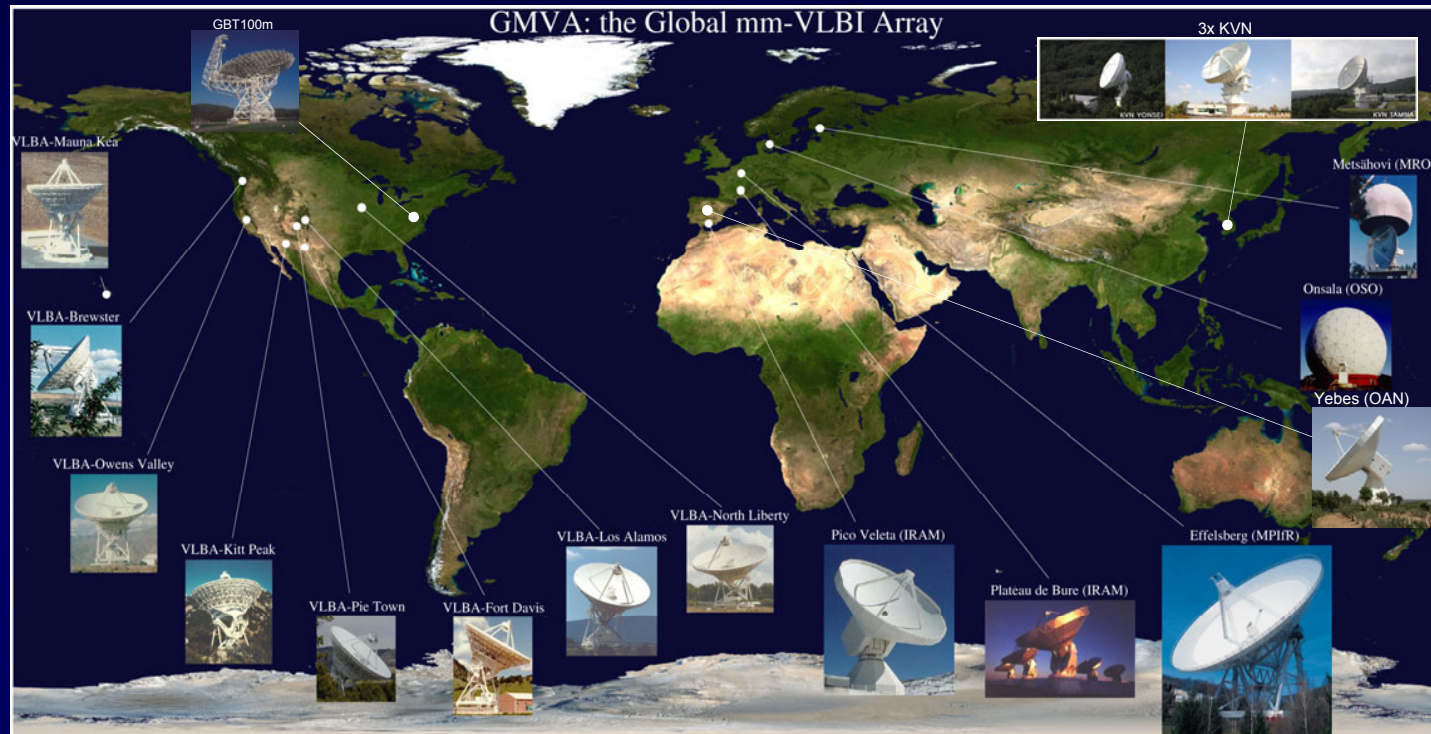 GMVA: the Global mm-VLBI Array
GBT100m
3x KVN
KVN YONSEI
KVN ULSAN
KVN TAMNA
VLBA-Mauna Kea
Metsähovi (MRO
VLBA-Brewster
Onsala (OSO)
Yebes (OAN)
VLBA-Owens Valley
VLBA-North Liberty
VLBA-Los Alamos
Pico Veleta (IRAM)
Effelsberg (MPIfR)
VLBA-Kitt Peak
Plateau de Bure (IRAM)
VLBA-Pie Town
VLBA-Fort Davis